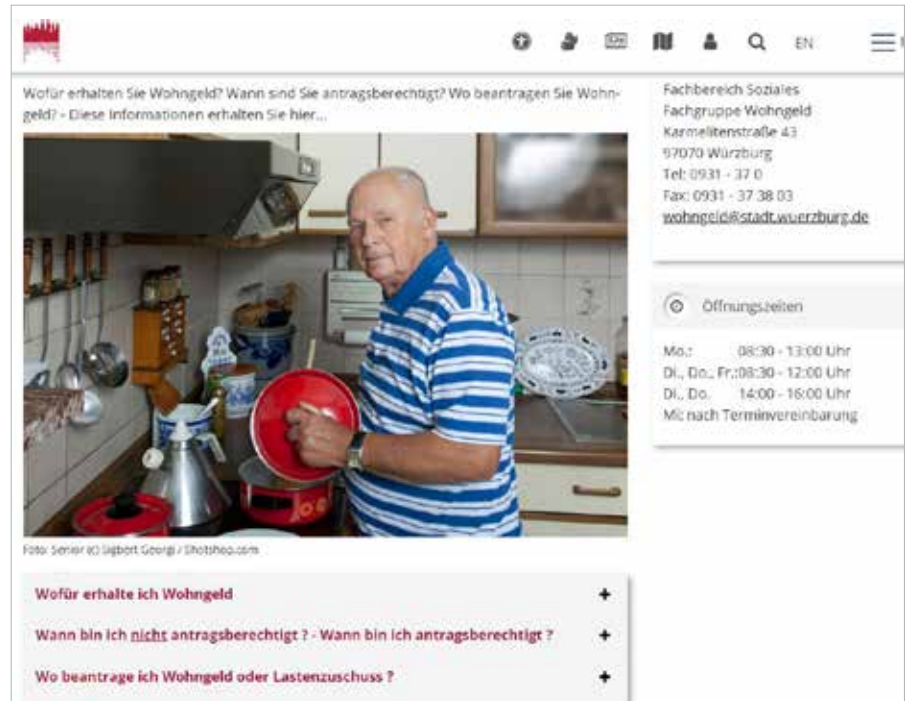 EN
Wofür erhalten Sie Wohngeld? Wann sind Sie antragsberechtigt? Wo beantragen Sie Wohn-
geld? - Diese Informationen erhalten Sie hier...
Foto: Senior (c) Sigbert Georgi / Shotshop.com
Wofür erhalte ich Wohngeld
Wann bin ich nicht antragsberechtigt ? - Wann bin ich antragsberechtigt ?
Wo beantrage ich Wohngeld oder Lastenzuschuss ?
Fachbereich Soziales
Fachgruppe Wohngeld
Karmelitenstraße 43
97070 Würzburg
Tel: 0931 - 37 0
Fax: 0931 - 37 38 03
wohngeld@stadt.wuerzburg.de
Öffnungszeiten
Mo.: 08:30 - 13:00 Uhr
Di., Do., Fr.:08:30 - 12:00 Uhr
Di., Do. 14:00 - 16:00 Uhr
Mi: nach Terminvereinbarung